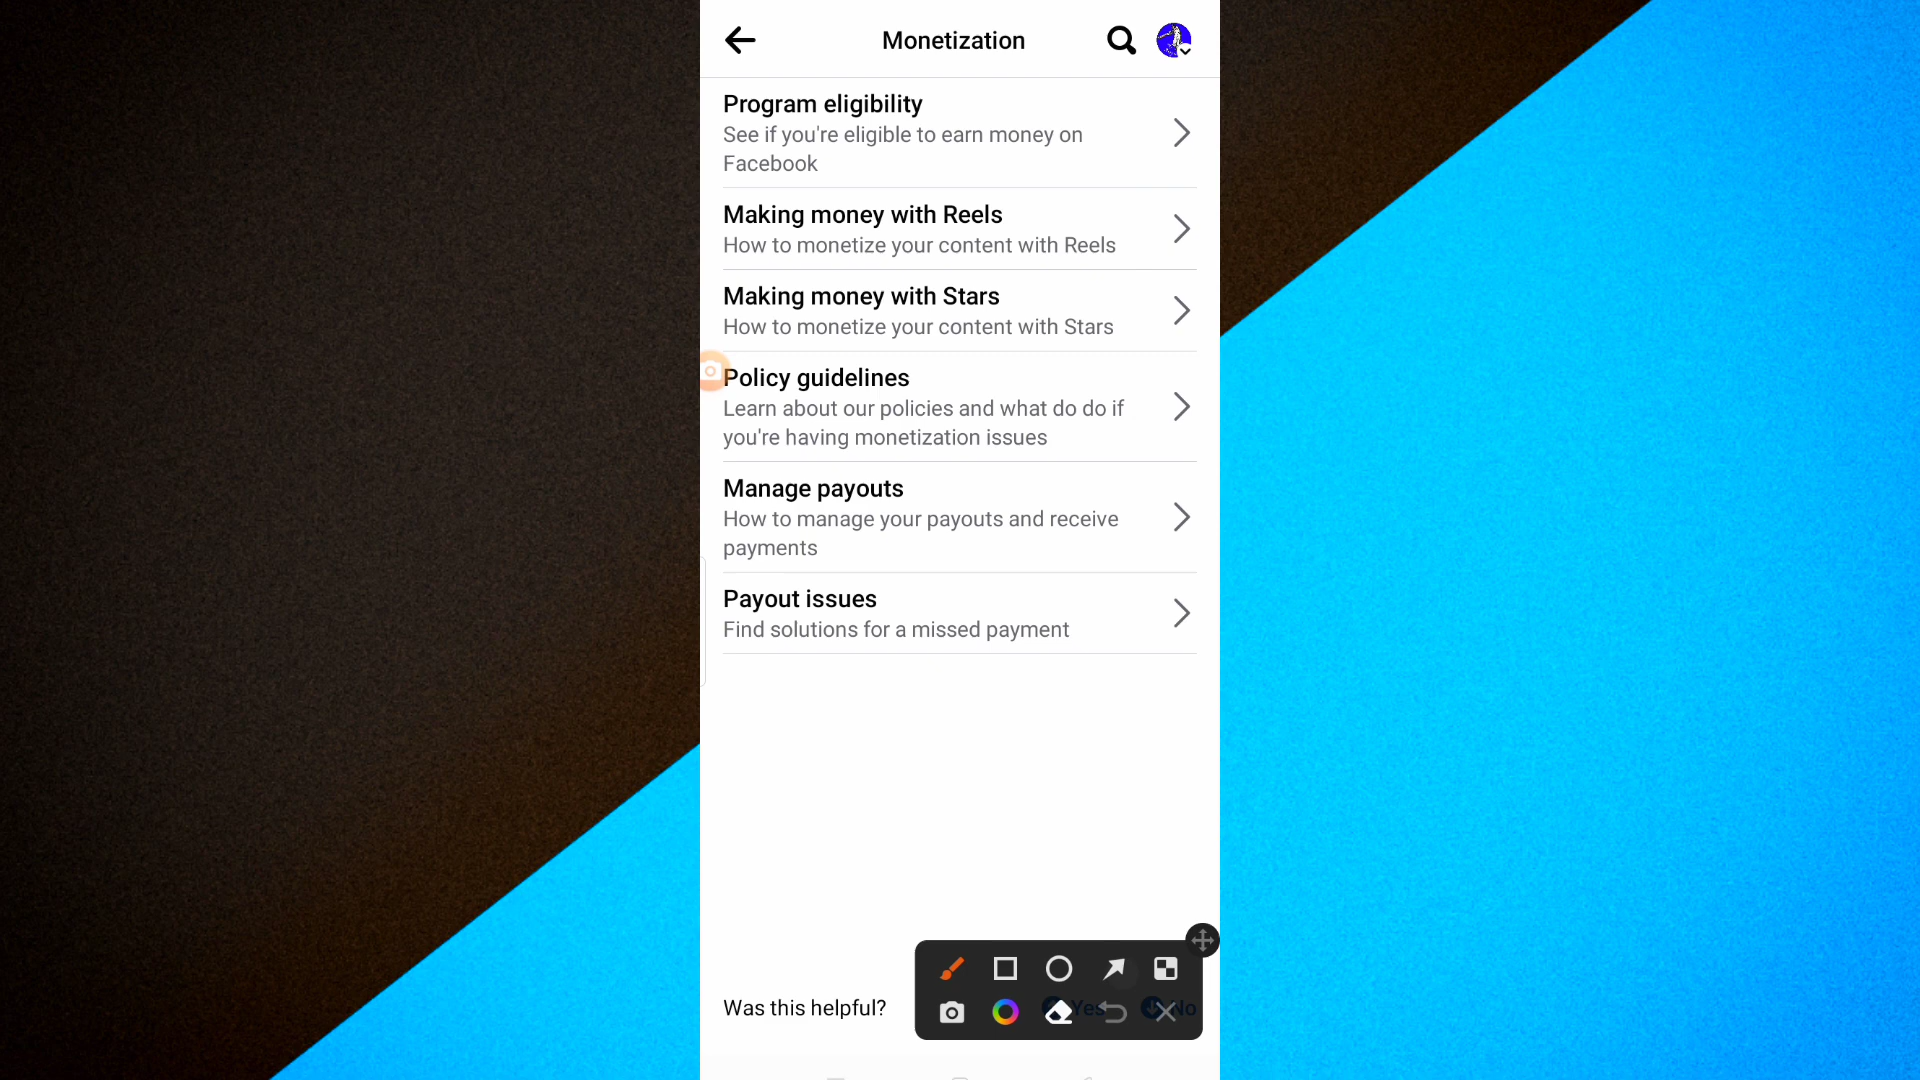 Monetization
Program eligibility
See if you're eligible to earn money on
Facebook
Making money with Reels
How to monetize your content with Reels
Making money with Stars
How to monetize your content with Stars
Policy guidelines
Learn about our policies and what do do if
you're having monetization issues
Manage payouts
How to manage your payouts and receive
payments
Payout issues
Find solutions for a missed payment
Was this helpful?
Yes
No